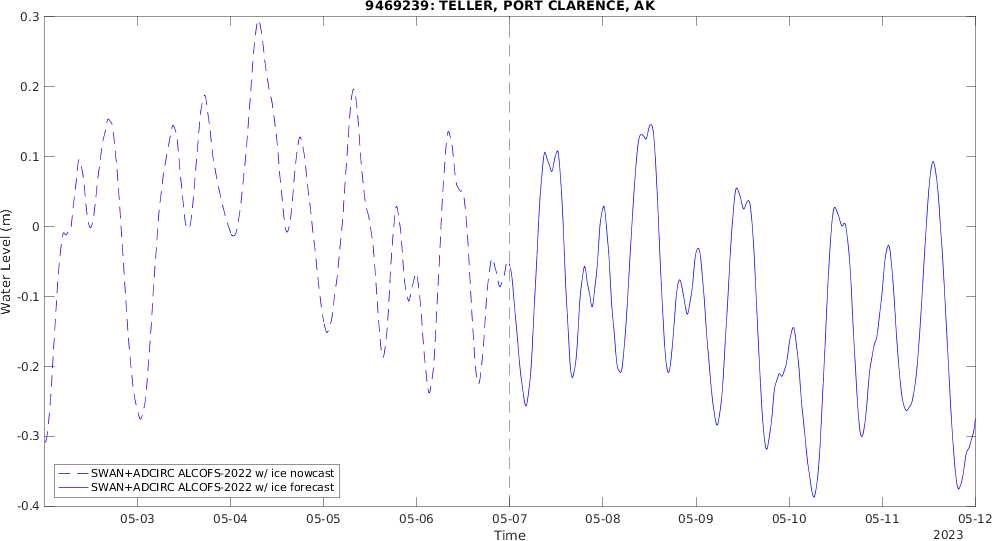 9469239: TELLER, PORT CLARENCE, AK
0.3
0.2
0.1
0
-0.1
-0.2
-0.3
-0.4
Water Level (m)
SWAN+ADCIRC ALCOFS-2022 w/ ice nowcast
SWAN+ADCIRC ALCOFS-2022 w/ ice forecast
05-03 05-04 05-05 05-06 05-07 05-08 05-09 05-10 05-11 05-12
Time
2023